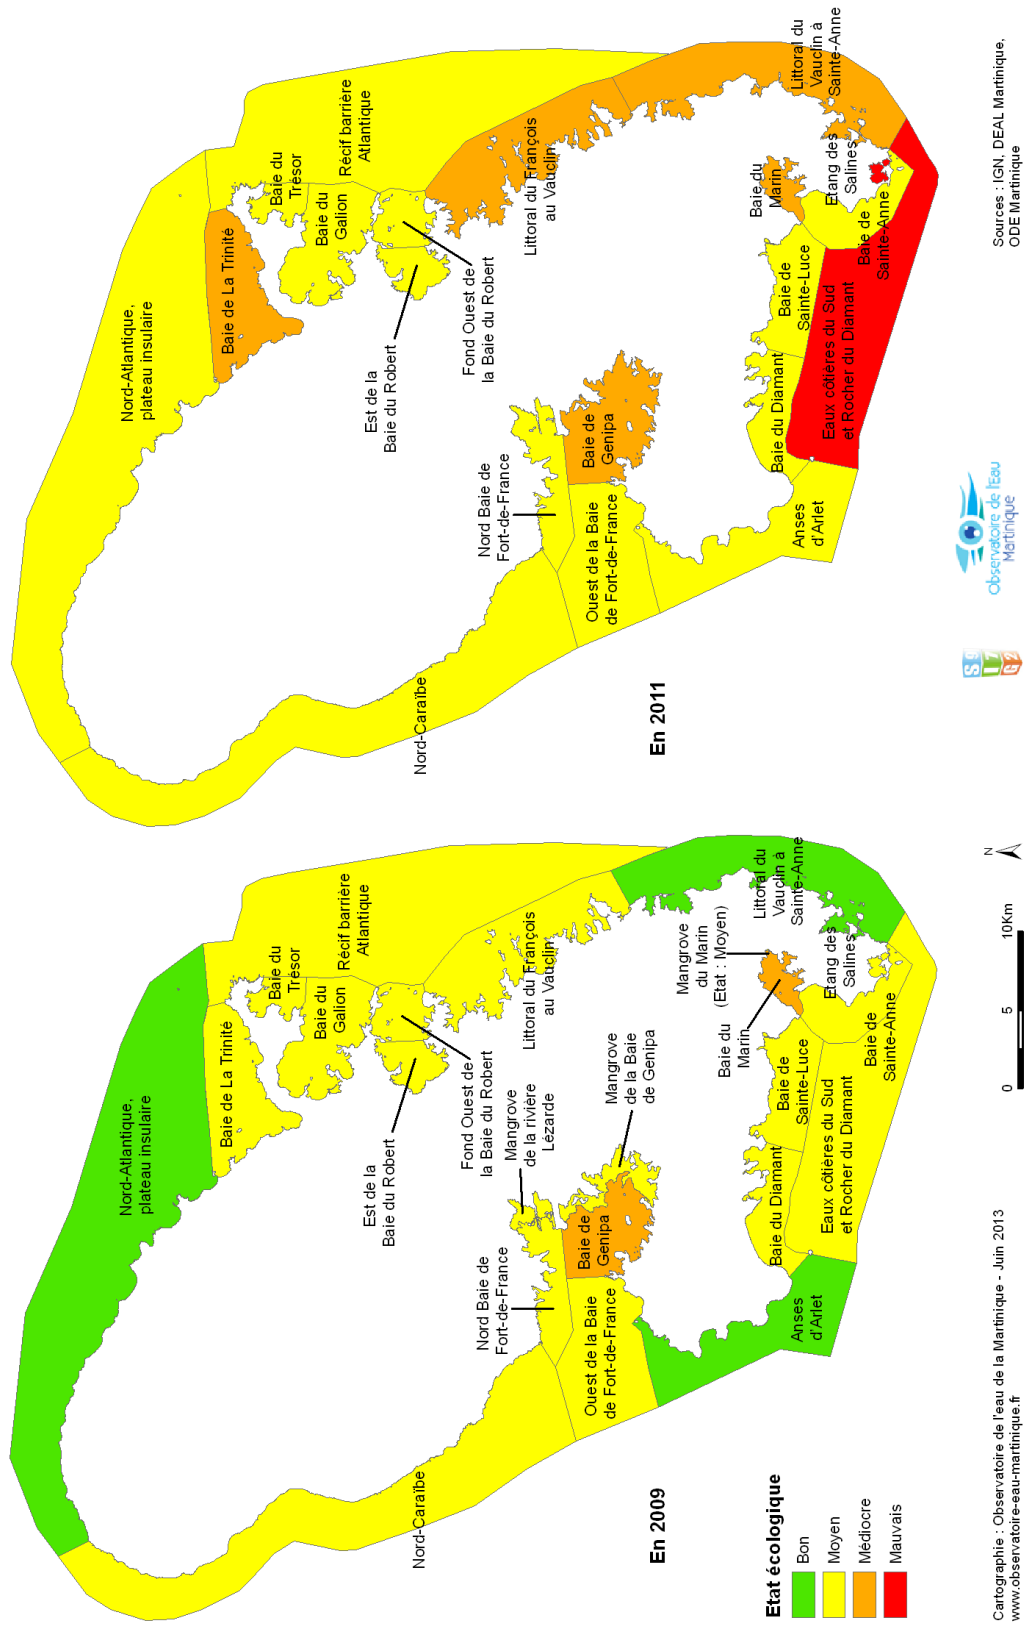 Nord-Atlantique,
plateau insulaire
Baie de La Trinité
Baie du
Trésor
Baie du
Galion
Récif barrière
Atlantique
Est de la
Baie du Robert
Fond Ouest de
la Baie du Robert
Littoral du François
au Vauclin
Mangrove
de la rivière
Lézarde
Nord Baie de
Fort-de-France
Mangrove
de la Baie
de Genipa
Baie de
Genipa
Ouest de la Baie
de Fort-de-France
Nord-Caraïbe
Mangrove
du Marin
(Etat : Moyen)
Baie du
Marin
Littoral du
Vauclin à
Sainte-Anne
Etang des
Salines
Baie de
Sainte-Anne
Baie de
Sainte-Luce
Baie du Diamant
Eaux côtières du Sud
et Rocher du Diamant
Anses
d'Arlet
En 2009
Etat écologique
Bon
Moyen
Médiocre
Mauvais
Cartographie : Observatoire de l'eau de la Martinique - Juin 2013
www.observatoire-eau-martinique.fr
0 5 10Km
N
Nord-Atlantique,
plateau insulaire
Baie de La Trinité
Baie du
Trésor
Baie du
Galion
Récif barrière
Atlantique
Est de la
Baie du Robert
Fond Ouest de
la Baie du Robert
Littoral du François
au Vauclin
Nord Baie de
Fort-de-France
Baie de
Genipa
Ouest de la Baie
de Fort-de-France
Nord-Caraïbe
Baie du
Marin
Littoral du
Vauclin à
Sainte-Anne
Etang des
Salines
Baie de
Sainte-Anne
Baie de
Sainte-Luce
Baie du Diamant
Eaux côtières du Sud
et Rocher du Diamant
Anses
d'Arlet
En 2011
Observatoire de l'Eau
Martinique
Sources : IGN, DEAL Martinique,
ODE Martinique